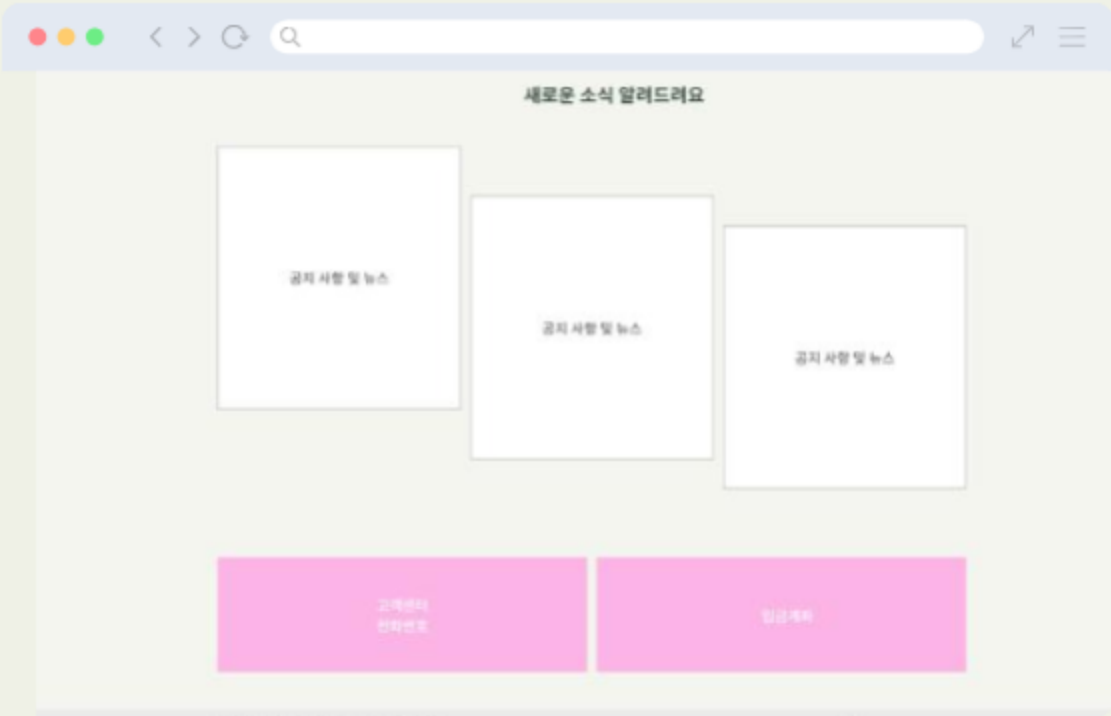 새로운 소식 알려드려요
공지 사항 및 뉴스
공지 사항 및 뉴스
공지 사항 및 뉴스
고객센터
전화번호
입금계좌